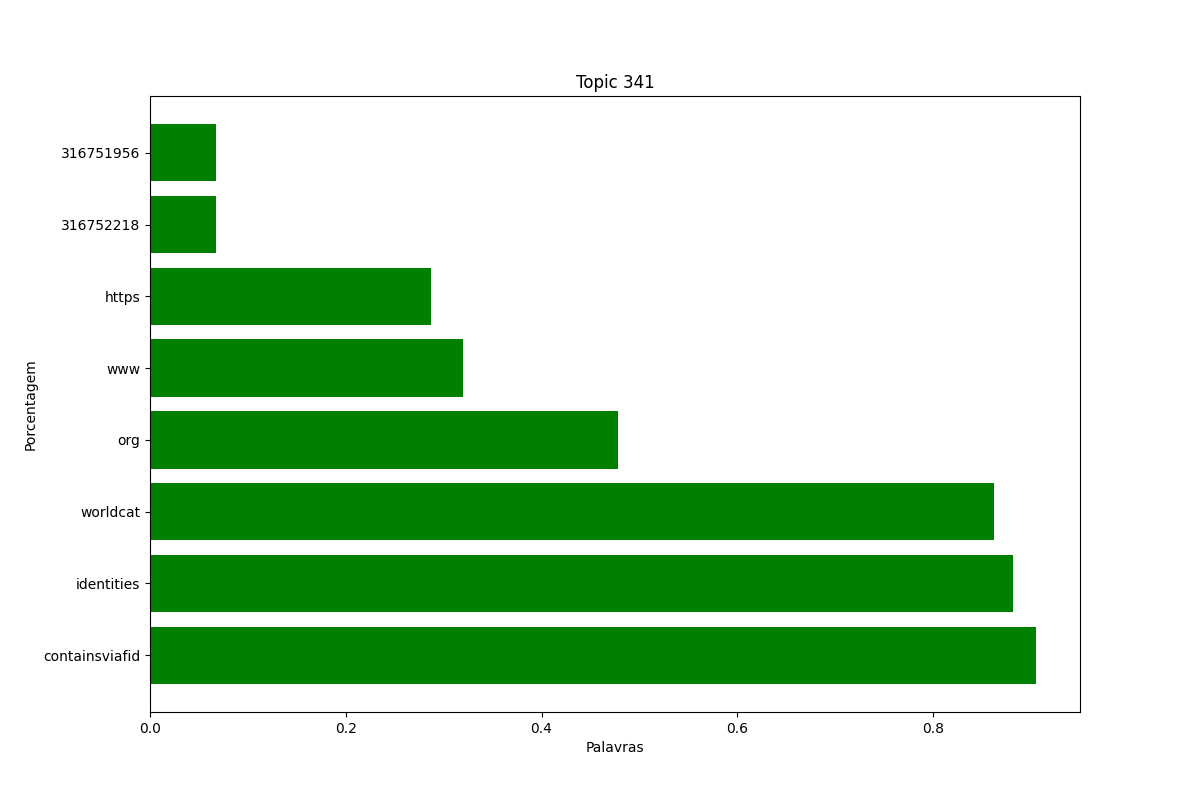 Topic 341
316751956
316752218
https
www
org
worldcat
identities
containsviafid
Porcentagem
0.0 0.2 0.4 0.6 0.8
Palavras